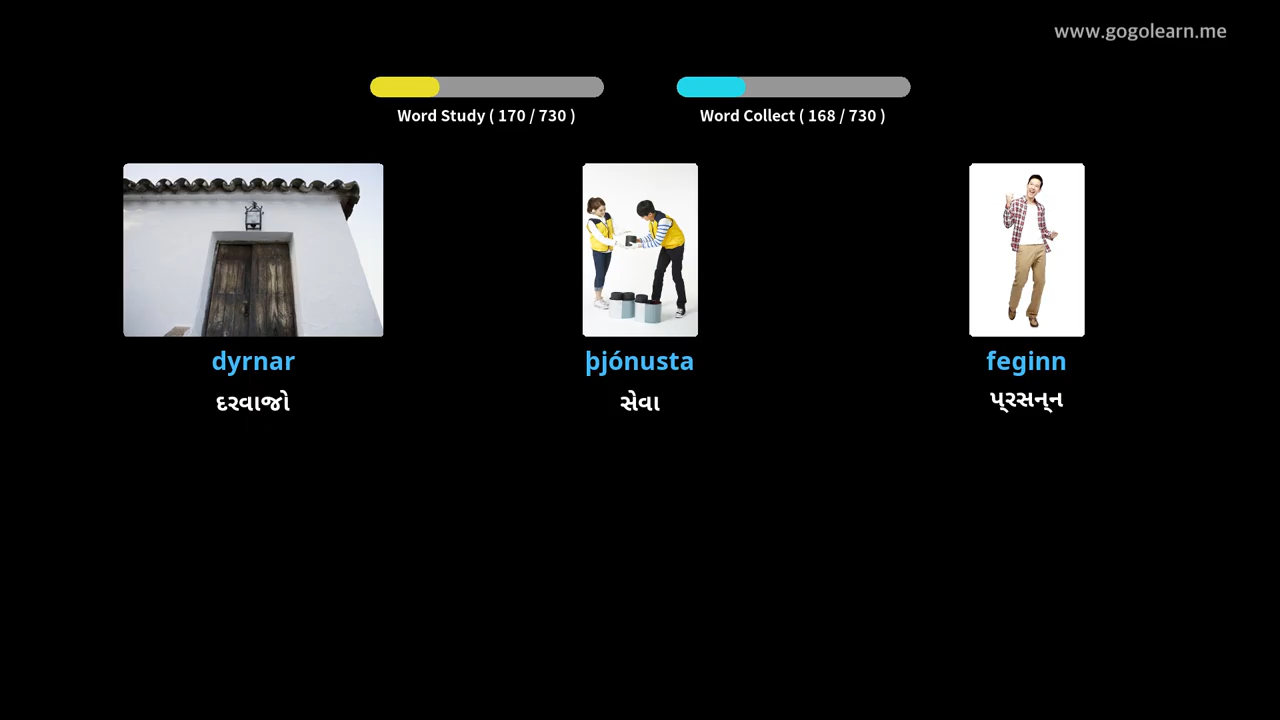 www.gogolearn.me
Word Study ( 170 / 730 )
Word Collect ( 168 / 730 )
dyrnar
þjónusta
feginn
દરવાજો
સેવા
પ્રસન્ન